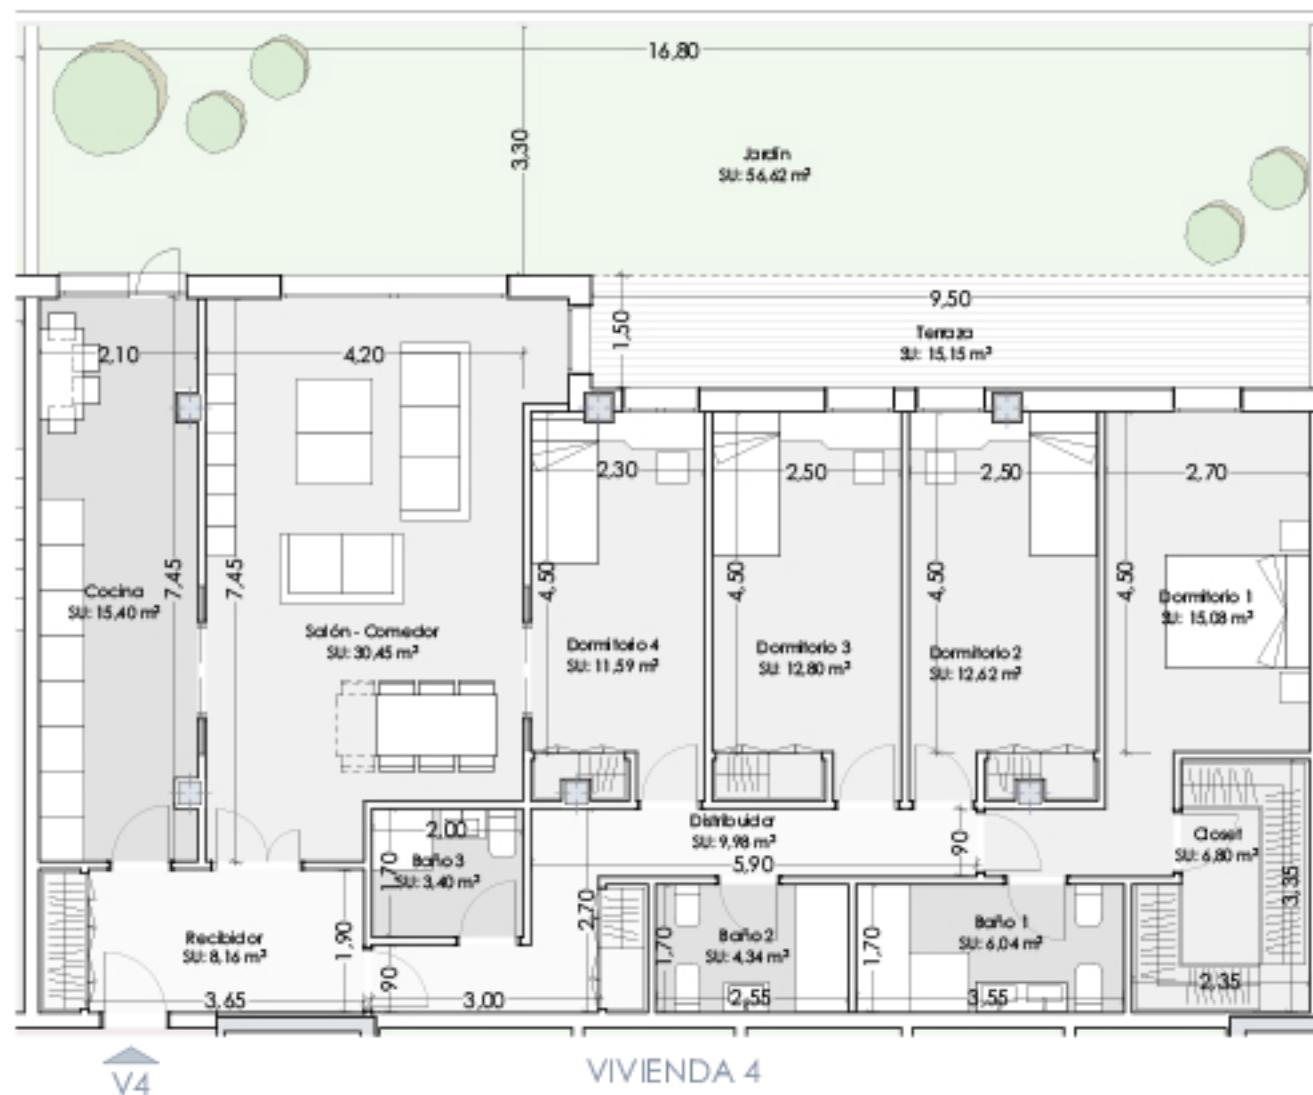 16,80
3,30
Jardín
SU: 56,62 m²
9,50
1,50
Terraza
SU: 15,15 m²
2,10
4,20
2,30
2,50
2,50
2,70
7,45
7,45
4,50
4,50
4,50
4,50
Cocina
SU: 15,40 m²
Salón - Comedor
SU: 30,45 m²
Dormitorio 4
SU: 11,59 m²
Dormitorio 3
SU: 12,80 m²
Dormitorio 2
SU: 12,62 m²
Dormitorio 1
SU: 15,08 m²
2,00
Baño 3
SU: 3,40 m²
1,70
Distribuidor
SU: 9,98 m²
5,90
90
Closet
SU: 6,80 m²
3,35
2,35
Recibidor
SU: 8,16 m²
1,90
3,65
90
3,00
2,70
1,70
Baño 2
SU: 4,34 m²
2,55
1,70
Baño 1
SU: 6,04 m²
3,55
V4
VIVIENDA 4